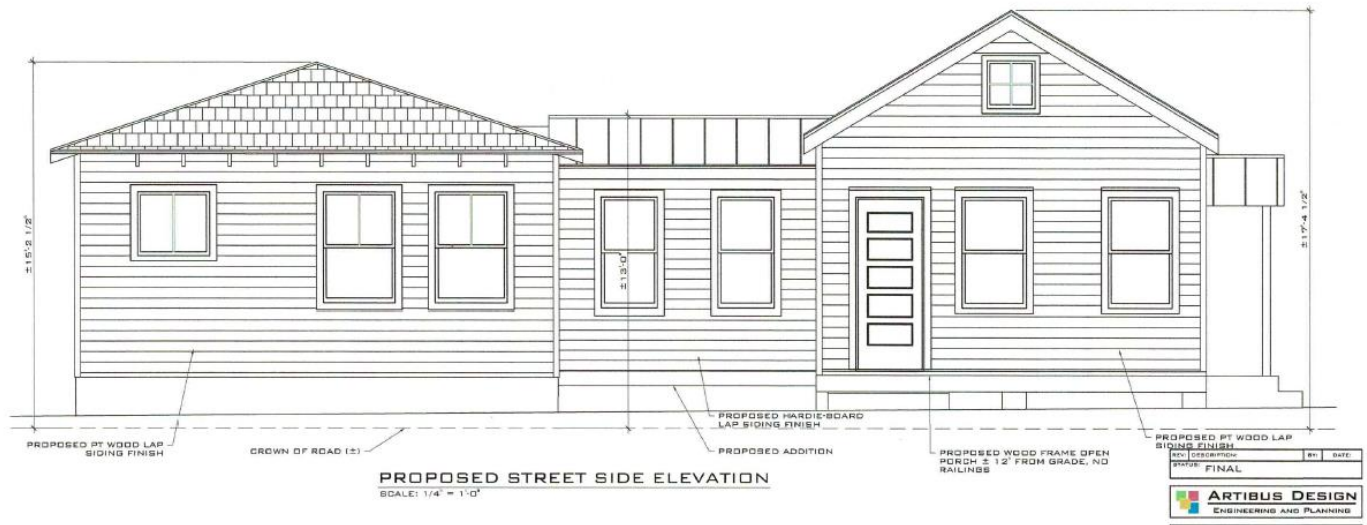 ±15'-2 1/2"
±13'-0"
±17'-4 1/2"
PROPOSED PT WOOD LAP
SIDING FINISH
CROWN OF ROAD (±)
PROPOSED HARDIE-BOARD
LAP SIDING FINISH
PROPOSED ADDITION
PROPOSED WOOD FRAME OPEN
PORCH ± 12" FROM GRADE, NO
RAILINGS
PROPOSED PT WOOD LAP
SIDING FINISH
PROPOSED STREET SIDE ELEVATION
SCALE: 1/4" = 1'-0"
REV: DESCRIPTION: BY: DATE:
STATUS: FINAL
ARTIBUS DESIGN
ENGINEERING AND PLANNING